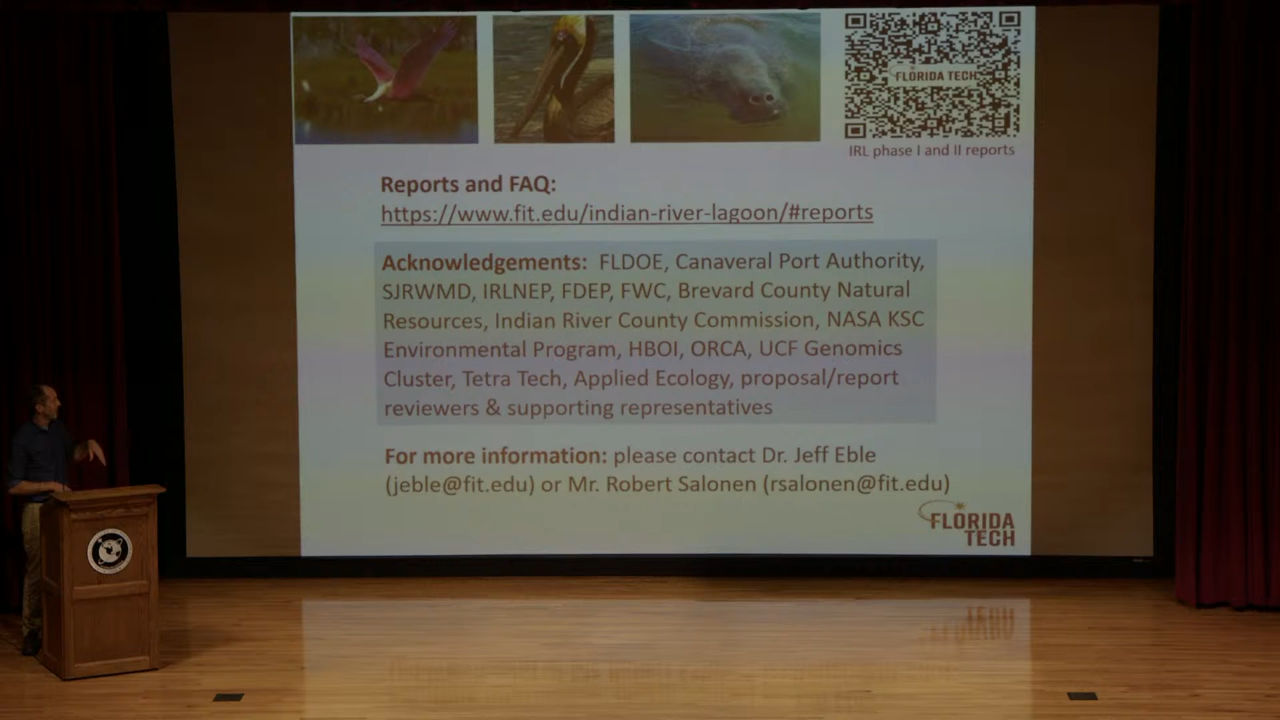 FLORIDA TECH
IRL phase I and II reports
Reports and FAQ:
https://www.fit.edu/indian-river-lagoon/#reports
Acknowledgements: FLDOE, Canaveral Port Authority,
SJRWMD, IRLNEP, FDEP, FWC, Brevard County Natural
Resources, Indian River County Commission, NASA KSC
Environmental Program, HBOI, ORCA, UCF Genomics
Cluster, Tetra Tech, Applied Ecology, proposal/report
reviewers & supporting representatives
For more information: please contact Dr. Jeff Eble
(jeble@fit.edu) or Mr. Robert Salonen (rsalonen@fit.edu)
FLORIDA
TECH